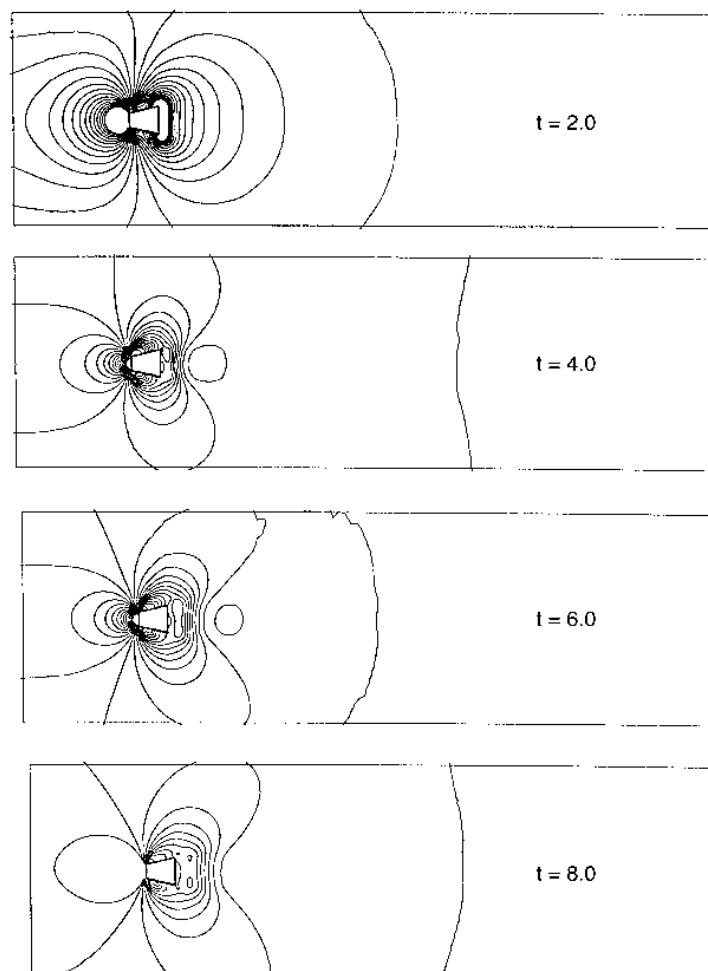 t = 2.0
t = 4.0
t = 6.0
t = 8.0